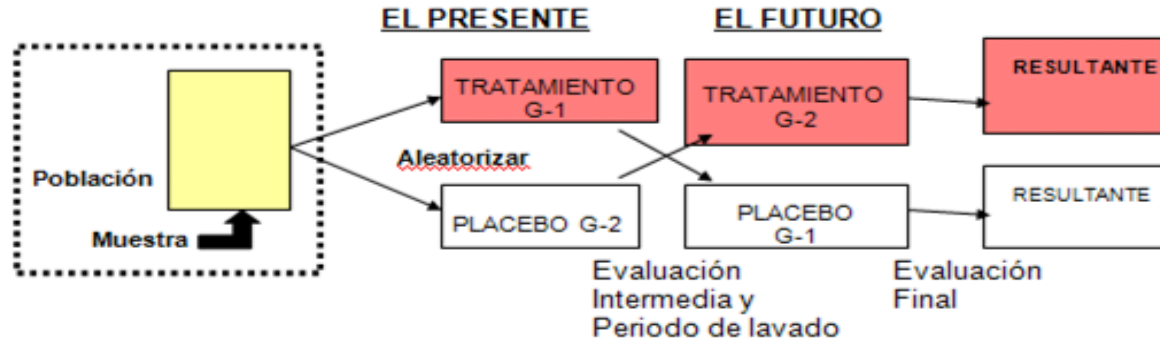 EL PRESENTE
EL FUTURO
Población
Muestra
Aleatorizar
TRATAMIENTO
G-1
PLACEBO G-2
TRATAMIENTO
G-2
PLACEBO
G-1
RESULTANTE
RESULTANTE
Evaluación
Intermedia y
Periodo de lavado
Evaluación
Final